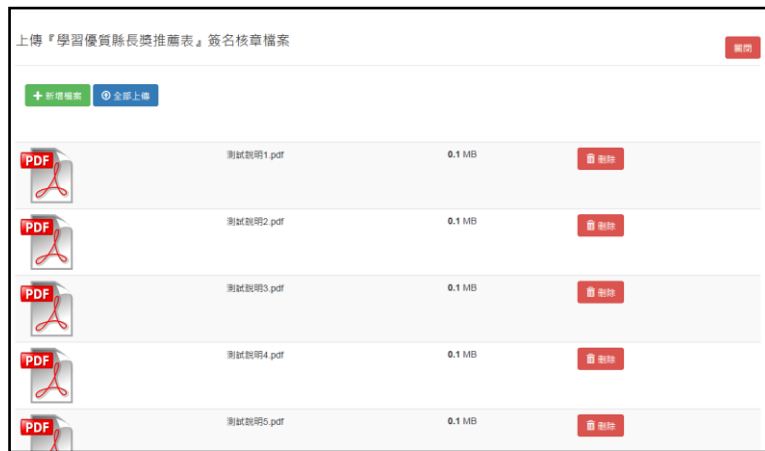 上傳『學習優質縣長獎推薦表』簽名核章檔案
關閉
新增檔案 全部上傳
PDF 測試說明1.pdf 0.1 MB 刪除
PDF 測試說明2.pdf 0.1 MB 刪除
PDF 測試說明3.pdf 0.1 MB 刪除
PDF 測試說明4.pdf 0.1 MB 刪除
PDF 測試說明5.pdf 0.1 MB 刪除